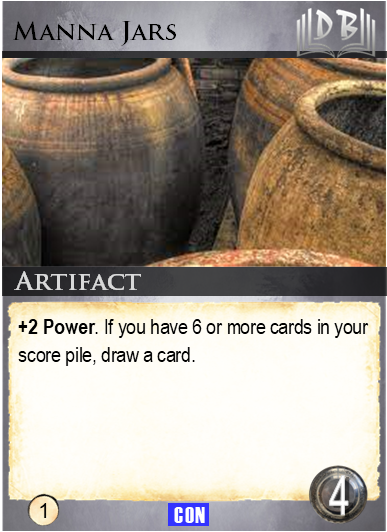 Manna Jars
DB
Artifact
+2 Power. If you have 6 or more cards in your
score pile, draw a card.
1
CON
4